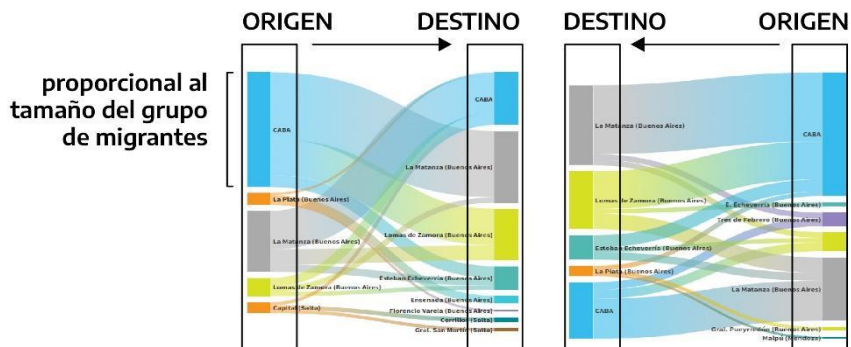 ORIGEN
DESTINO
DESTINO
ORIGEN
proporcional al
tamaño del grupo
de migrantes
CABA
La Plata (Buenos Aires)
La Matanza (Buenos Aires)
Lomas de Zamora (Buenos Aires)
Capital (Salta)
CABA
La Matanza (Buenos Aires)
Lomas de Zamora (Buenos Aires)
Esteban Echeverría (Buenos Aires)
Ensenada (Buenos Aires)
Florencio Varela (Buenos Aires)
Cerrillos (Salta)
Gral. San Martín (Salta)
La Matanza (Buenos Aires)
Lomas de Zamora (Buenos Aires)
Esteban Echeverría (Buenos Aires)
La Plata (Buenos Aires)
CABA
CABA
E. Echeverría (Buenos Aires)
Tres de Febrero (Buenos Aires)
La Matanza (Buenos Aires)
Gral. Pueyrredón (Buenos Aires)
Maipú (Mendoza)